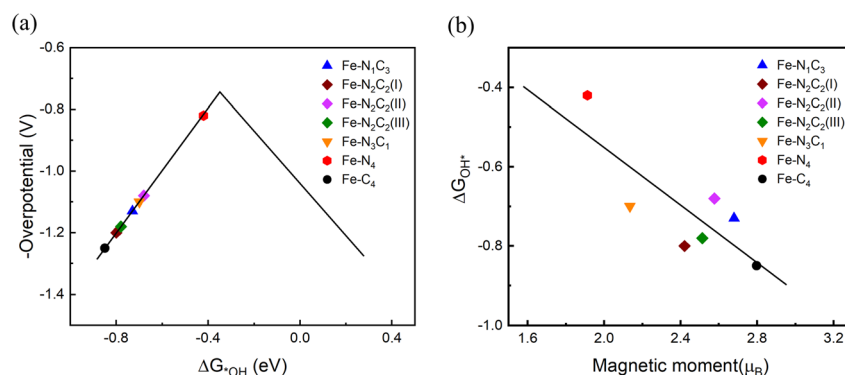 (a)
-0.6
-0.8
-1.0
-1.2
-1.4
-Overpotential (V)
-0.8 -0.4 0.0 0.4
ΔG*OH (eV)
Fe-N₁C₃
Fe-N₂C₂(I)
Fe-N₂C₂(II)
Fe-N₂C₂(III)
Fe-N₃C₁
Fe-N₄
Fe-C₄
(b)
-0.4
-0.6
-0.8
-1.0
ΔGOH*
1.6 2.0 2.4 2.8 3.2
Magnetic moment(μB)
Fe-N₁C₃
Fe-N₂C₂(I)
Fe-N₂C₂(II)
Fe-N₂C₂(III)
Fe-N₃C₁
Fe-N₄
Fe-C₄